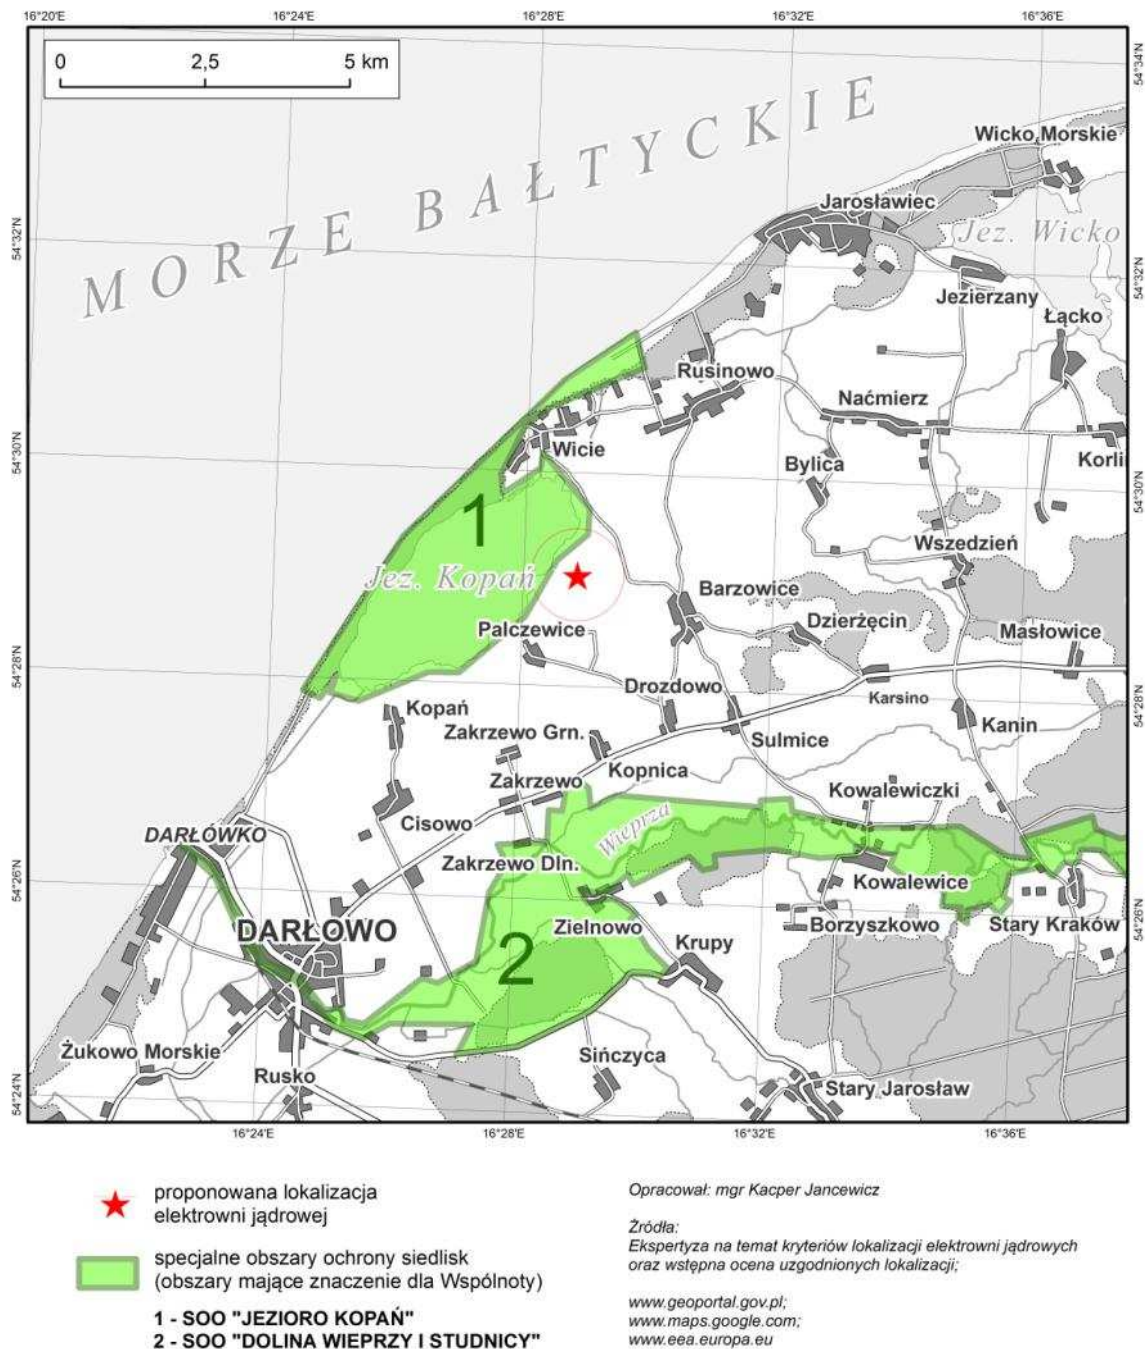 16°20'E 16°24'E 16°28'E 16°32'E 16°36'E
0 2,5 5 km
54°34'N
MORZE BAŁTYCKIE
Wicko Morskie
Jarosławiec
Jez. Wicko
54°32'N
54°32'N
Jezierzany
Łącko
Rusinowo
Naćmierz
54°30'N
Wicie
Bylica
Korli
54°30'N
1
Wszedzień
Jez. Kopań
Barzowice
Palczewice
Dzierżęcin
Masłowice
54°28'N
Drozdowo
Karsino
54°28'N
Kopań
Zakrzewo Grn.
Sulmice
Kanin
Kopnica
Zakrzewo
Kowalewiczki
Cisowo
Wieprza
DARŁÓWKO
Zakrzewo Dln.
54°26'N
Kowalewice
54°26'N
DARŁOWO
Zielnowo
Borzyszkowo
Stary Kraków
2
Krupy
Żukowo Morskie
Sińczyca
Rusko
Stary Jarosław
54°24'N
16°24'E 16°28'E 16°32'E 16°36'E
proponowana lokalizacja
elektrowni jądrowej
specjalne obszary ochrony siedlisk
(obszary mające znaczenie dla Wspólnoty)
1 - SOO "JEZIORO KOPAŃ"
2 - SOO "DOLINA WIEPRZY I STUDNICY"
Opracował: mgr Kacper Jancewicz
Źródła:
Ekspertyza na temat kryteriów lokalizacji elektrowni jądrowych
oraz wstępna ocena uzgodnionych lokalizacji;
www.geoportal.gov.pl;
www.maps.google.com;
www.eea.europa.eu